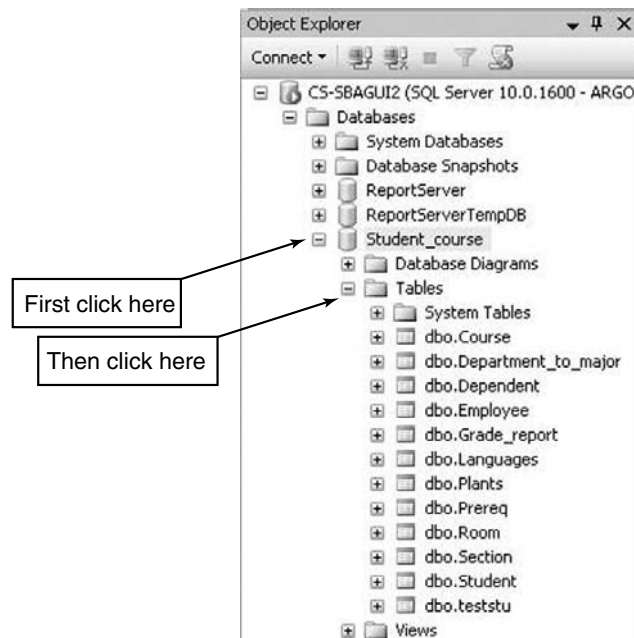 Object Explorer
Connect
CS-SBAGUI2 (SQL Server 10.0.1600 - ARGO
Databases
System Databases
Database Snapshots
ReportServer
ReportServerTempDB
Student_course
Database Diagrams
First click here
Tables
System Tables
Then click here
dbo.Course
dbo.Department_to_major
dbo.Dependent
dbo.Employee
dbo.Grade_report
dbo.Languages
dbo.Plants
dbo.Prereq
dbo.Room
dbo.Section
dbo.Student
dbo.teststu
Views